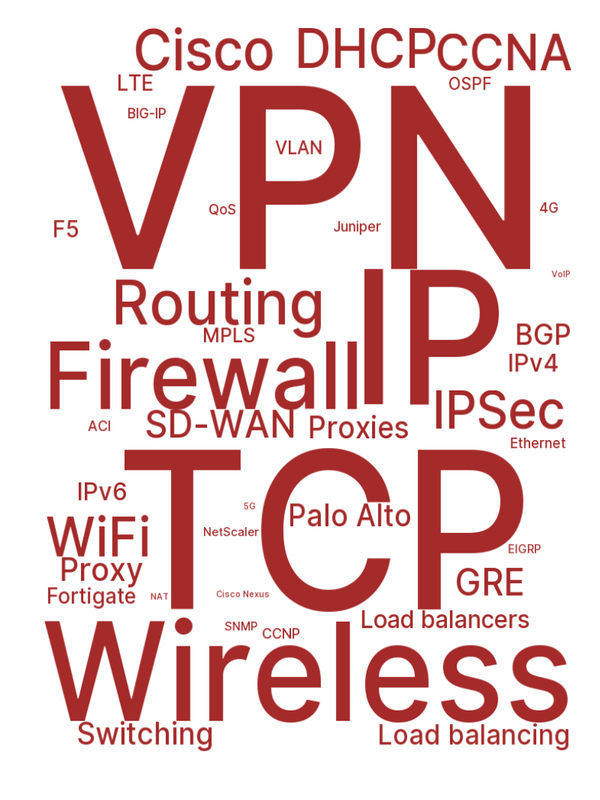 Cisco DHCP CCNA
LTE
OSPF
BIG-IP
VPN
VLAN
QoS
4G
F5
Juniper
VoIP
Routing
IP
MPLS
BGP
Firewall
IPv4
IPSec
ACI
SD-WAN
Proxies
Ethernet
TCP
IPv6
5G
Palo Alto
WiFi
NetScaler
EIGRP
Proxy
GRE
Fortigate
NAT
Cisco Nexus
Load balancers
SNMP
CCNP
Wireless
Switching
Load balancing